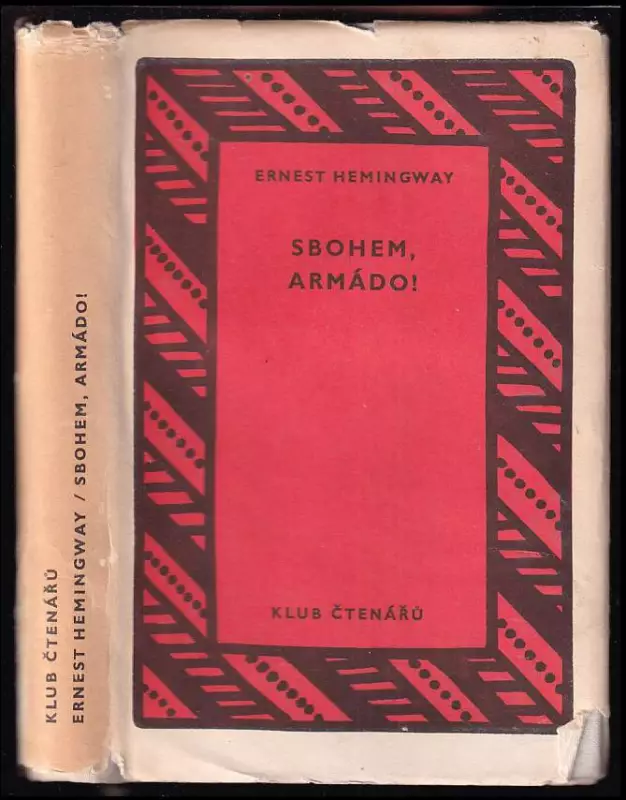 ERNEST HEMINGWAY
SBOHEM,
ARMÁDO!
KLUB ČTENÁŘŮ
KLUB ČTENÁŘŮ
ERNEST HEMINGWAY / SBOHEM, ARMÁDO!